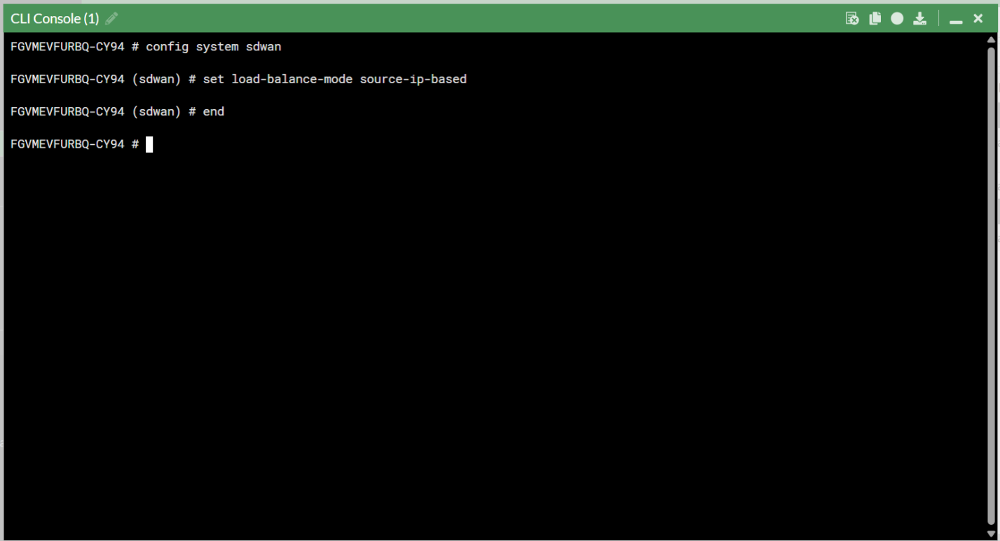 CLI Console (1)
FGVMEVFURBQ-CY94 # config system sdwan
FGVMEVFURBQ-CY94 (sdwan) # set load-balance-mode source-ip-based
FGVMEVFURBQ-CY94 (sdwan) # end
FGVMEVFURBQ-CY94 #